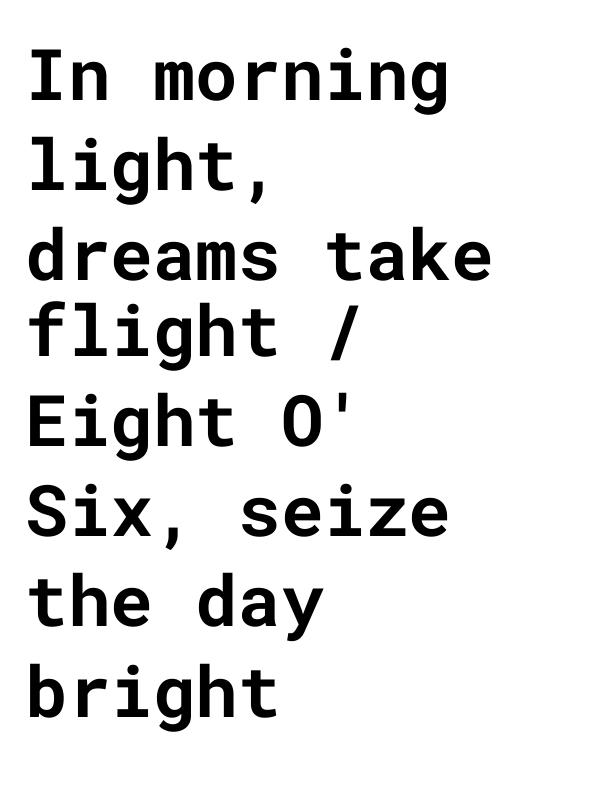 In morning
light,
dreams take
flight /
Eight O'
Six, seize
the day
bright